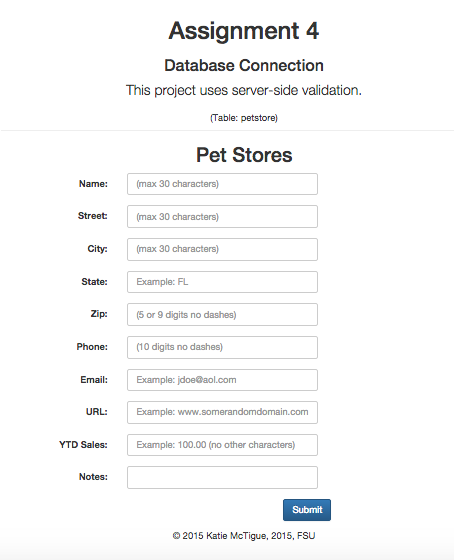 Assignment 4
Database Connection
This project uses server-side validation.
(Table: petstore)
Pet Stores
Name: (max 30 characters)
Street: (max 30 characters)
City: (max 30 characters)
State: Example: FL
Zip: (5 or 9 digits no dashes)
Phone: (10 digits no dashes)
Email: Example: jdoe@aol.com
URL: Example: www.somerandomdomain.com
YTD Sales: Example: 100.00 (no other characters)
Notes:
Submit
© 2015 Katie McTigue, 2015, FSU